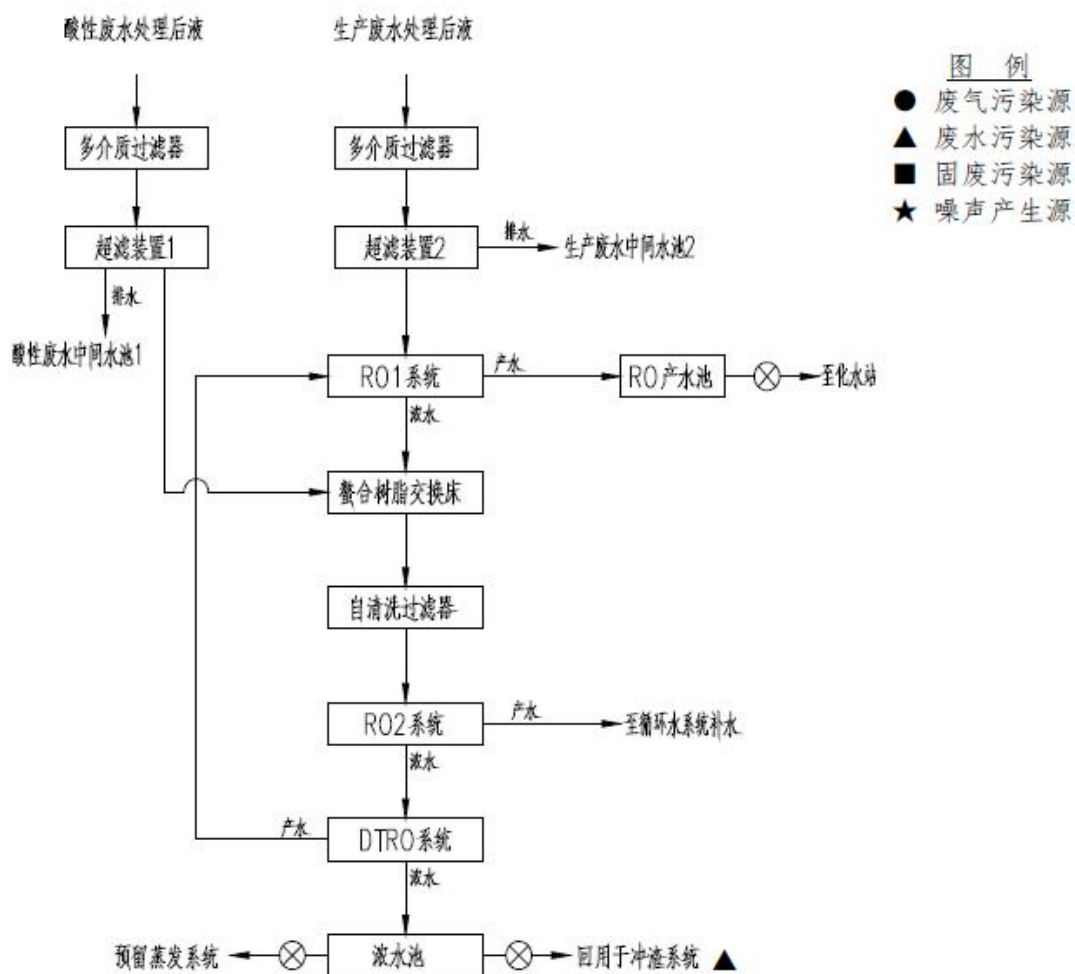 酸性废水处理后液
生产废水处理后液
图 例
● 废气污染源
▲ 废水污染源
■ 固废污染源
★ 噪声产生源
多介质过滤器
多介质过滤器
超滤装置1
超滤装置2
排水
生产废水中间水池2
排水
酸性废水中间水池1
RO1系统
产水
RO产水池
至化水站
浓水
螯合树脂交换床
自清洗过滤器
RO2系统
产水
至循环水系统补水
浓水
产水
DTRO系统
浓水
预留蒸发系统
浓水池
回用于冲渣系统 ▲